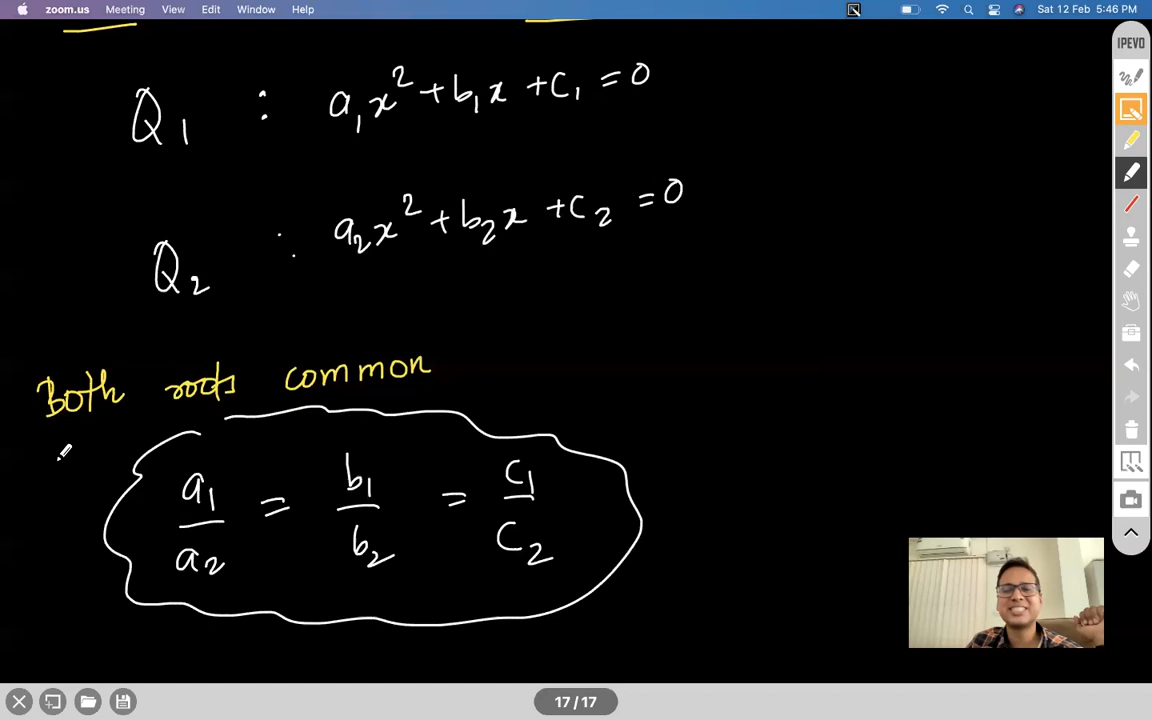 zoom.us Meeting View Edit Window Help Sat 12 Feb 5:46 PM
IPEVO
Q₁ : a₁x² + b₁x + c₁ = 0
Q₂ : a₂x² + b₂x + c₂ = 0
Both roots common
a₁/a₂ = b₁/b₂ = c₁/c₂
17/17